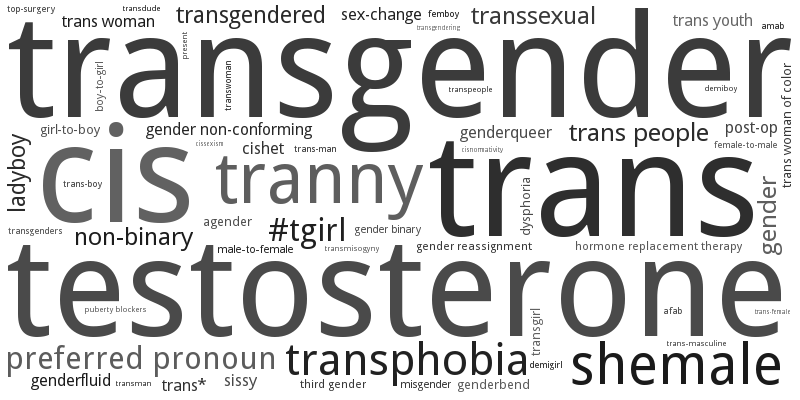 top-surgery
transdude
trans woman
transgendered
sex-change
femboy
transgendering
transsexual
trans youth
amab
transgender
present
boy-to-girl
transwoman
transpeople
demiboy
trans woman of color
girl-to-boy
gender non-conforming
cissexism
cishet
trans-man
genderqueer
cisnormativity
trans people
post-op
female-to-male
ladyboy
cis
trans-boy
tranny
trans
dysphoria
gender
agender
#tgirl
gender binary
transgenders
non-binary
male-to-female
transmisogyny
gender reassignment
hormone replacement therapy
testosterone
puberty blockers
afab
trans-female
transgirl
trans-masculine
preferred pronoun
transphobia
demigirl
shemale
genderfluid
transman
trans*
sissy
third gender
misgender
genderbend